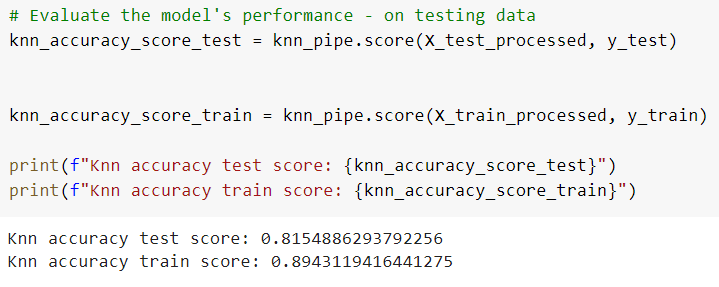 # Evaluate the model's performance - on testing data
knn_accuracy_score_test = knn_pipe.score(X_test_processed, y_test)
knn_accuracy_score_train = knn_pipe.score(X_train_processed, y_train)
print(f"Knn accuracy test score: {knn_accuracy_score_test}")
print(f"Knn accuracy train score: {knn_accuracy_score_train}")
Knn accuracy test score: 0.8154886293792256
Knn accuracy train score: 0.8943119416441275